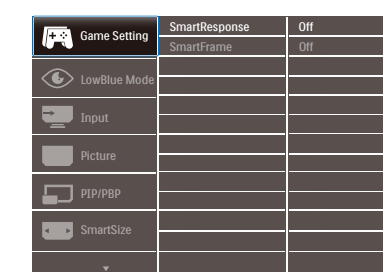 Game Setting
SmartResponse Off
SmartFrame Off
LowBlue Mode
Input
Picture
PIP/PBP
SmartSize